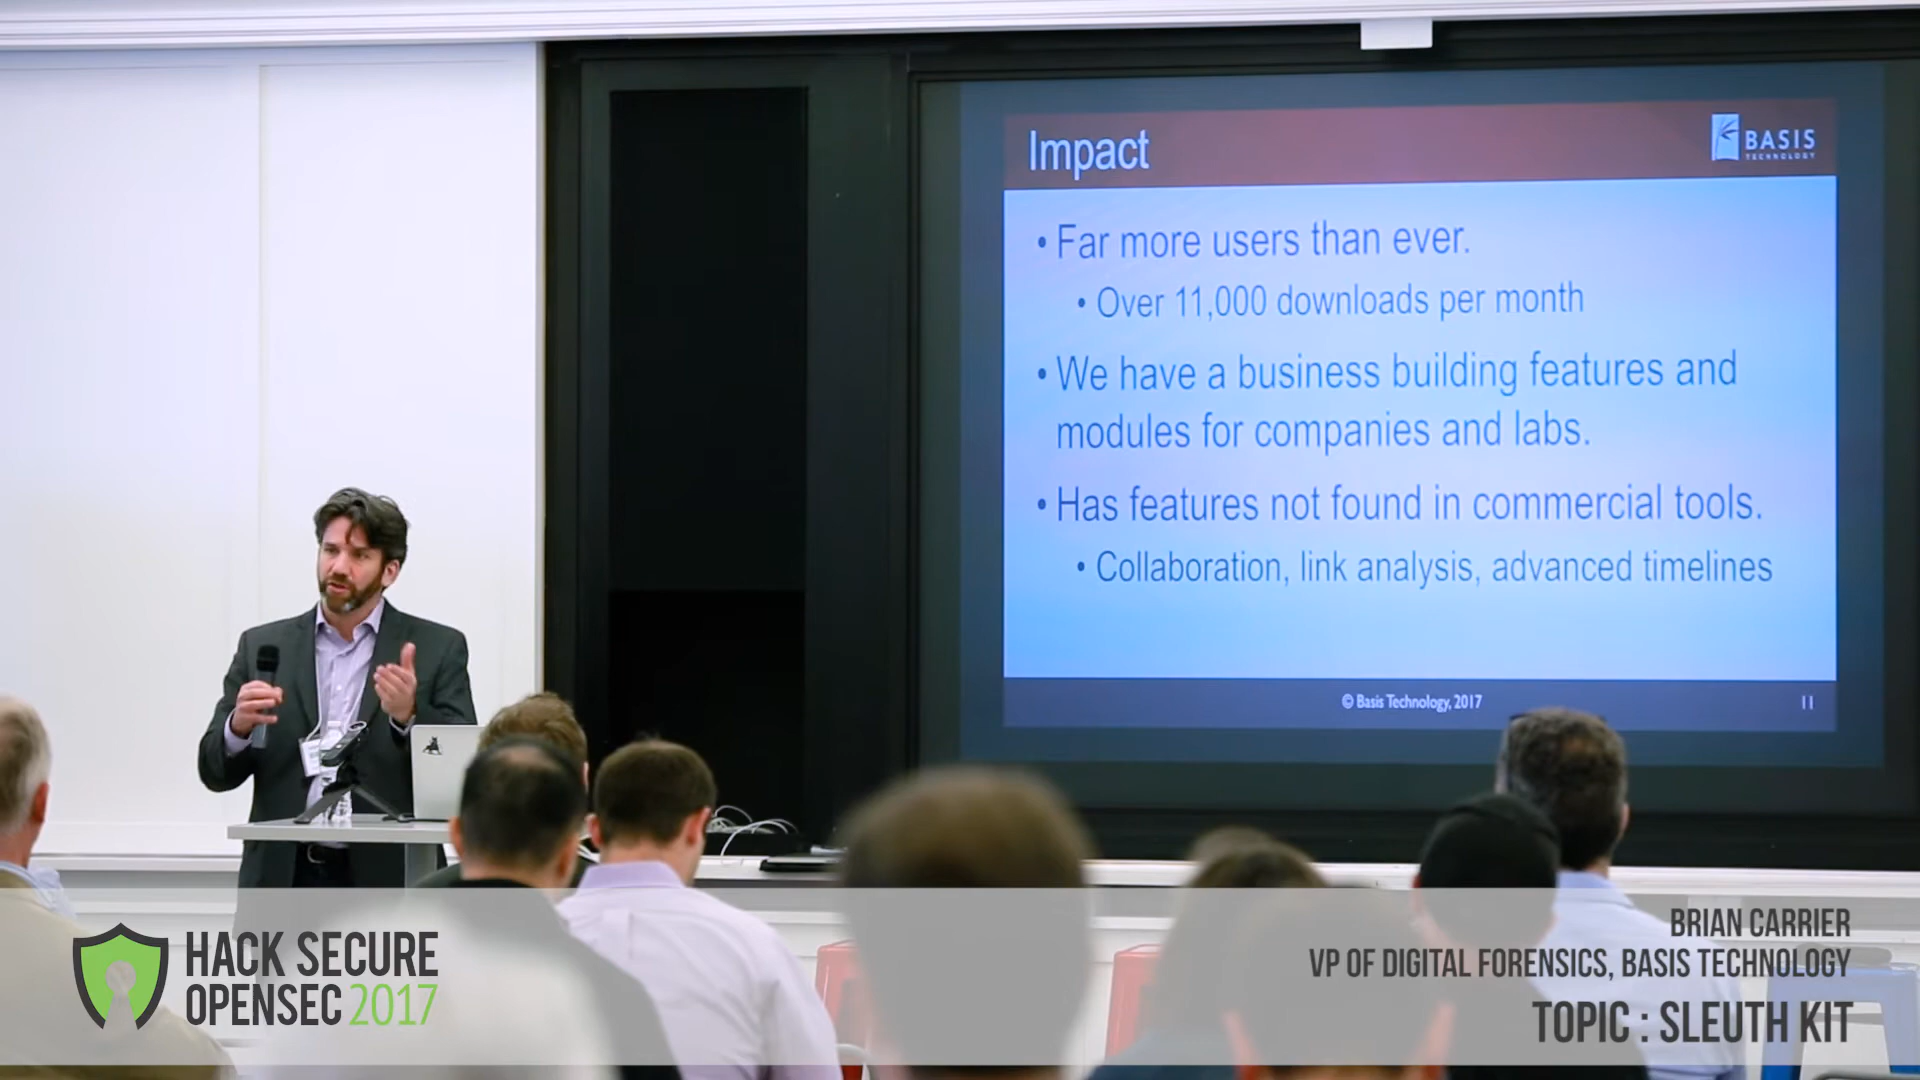 Impact
BASIS
TECHNOLOGY
• Far more users than ever.
• Over 11,000 downloads per month
• We have a business building features and
modules for companies and labs.
• Has features not found in commercial tools.
• Collaboration, link analysis, advanced timelines
© Basis Technology, 2017
11
HACK SECURE
OPENSEC 2017
BRIAN CARRIER
VP OF DIGITAL FORENSICS, BASIS TECHNOLOGY
TOPIC : SLEUTH KIT